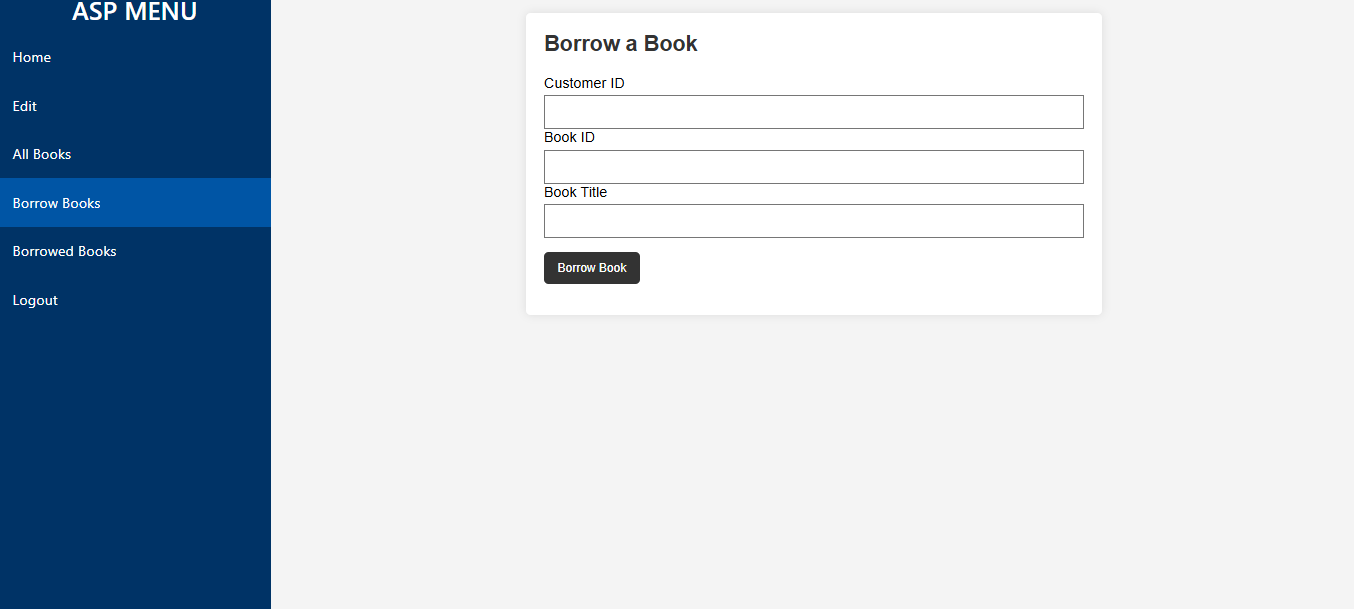 ASP MENU
Home
Edit
All Books
Borrow Books
Borrowed Books
Logout
Borrow a Book
Customer ID
Book ID
Book Title
Borrow Book